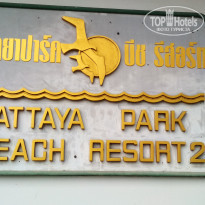 TOP Hotels
ทยาปาร์ค บีช รีสอร์ท
ATTAYA PARK
EACH RESORT 2